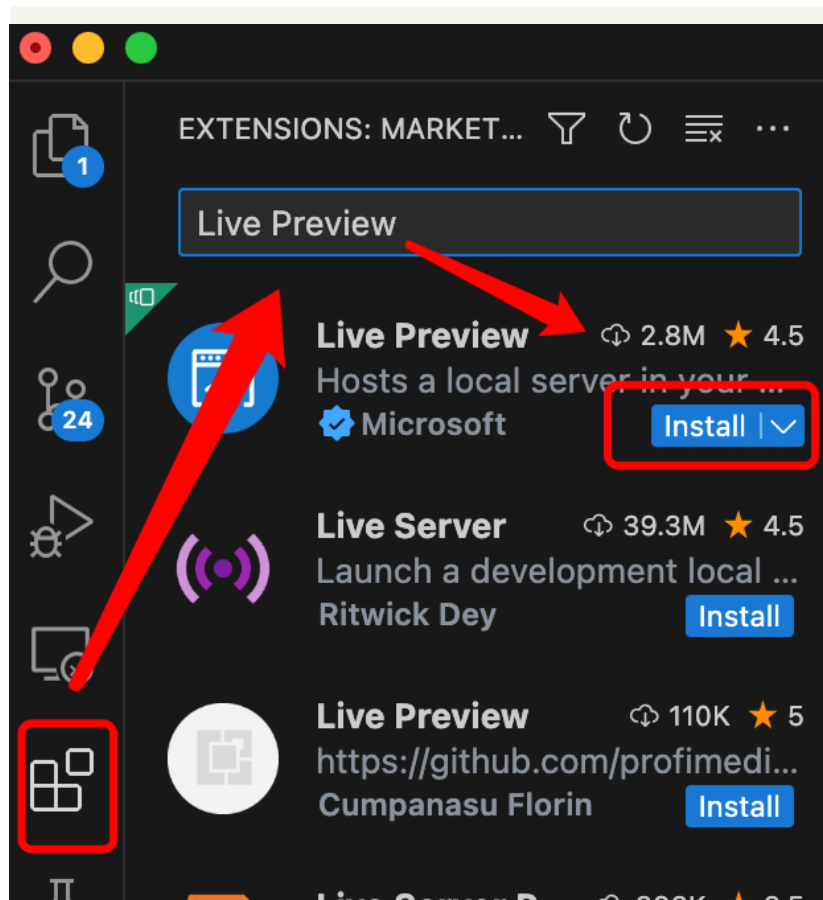 EXTENSIONS: MARKET...
1
Live Preview
Live Preview 2.8M 4.5
Hosts a local server in your ...
Microsoft Install
24
Live Server 39.3M 4.5
Launch a development local ...
Ritwick Dey Install
Live Preview 110K 5
https://github.com/profimedi...
Cumpanasu Florin Install